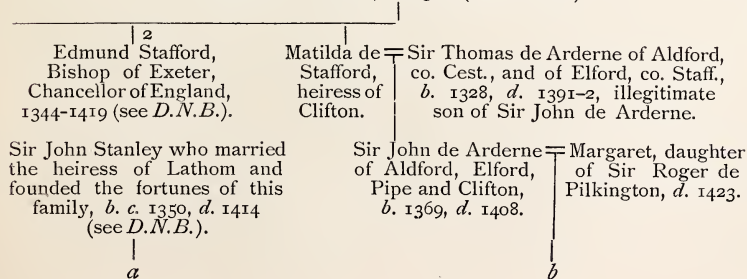 2
Edmund Stafford,
Bishop of Exeter,
Chancellor of England,
1344-1419 (see D.N.B.).
Matilda de
Stafford,
heiress of
Clifton.
Sir Thomas de Arderne of Aldford,
co. Cest., and of Elford, co. Staff.,
b. 1328, d. 1391-2, illegitimate
son of Sir John de Arderne.
Sir John Stanley who married
the heiress of Lathom and
founded the fortunes of this
family, b. c. 1350, d. 1414
(see D.N.B.).
a
Sir John de Arderne
of Aldford, Elford,
Pipe and Clifton,
b. 1369, d. 1408.
Margaret, daughter
of Sir Roger de
Pilkington, d. 1423.
b